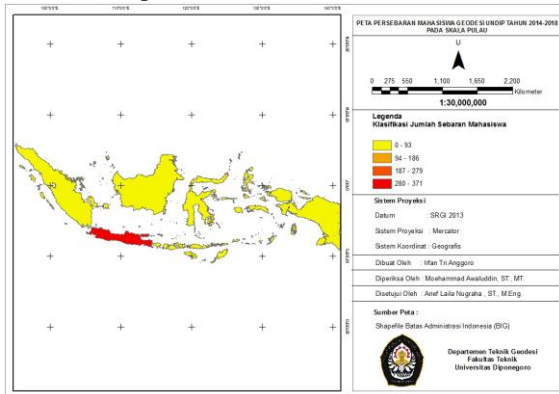 PETA PERSEBARAN MAHASISWA GEODESI UNDIP TAHUN 2014-2018
PADA SKALA PULAU
U
0 275 550 1,100 1,650 2,200
Kilometer
1:30,000,000
Legenda
Klasifikasi Jumlah Sebaran Mahasiswa
0 - 93
94 - 186
187 - 279
280 - 371
Sistem Proyeksi
Datum : SRGI 2013
Sistem Proyeksi : Mercator
Sistem Koordinat : Geografis
Dibuat Oleh : Irfan Tri Anggoro
Diperiksa Oleh : Moehammad Awaluddin, ST., MT.
Disetujui Oleh : Arief Laila Nugraha , ST., M.Eng.
Sumber Peta :
Shapefile Batas Administrasi Indonesia (BIG)
Departemen Teknik Geodesi
Fakultas Teknik
Universitas Diponegoro